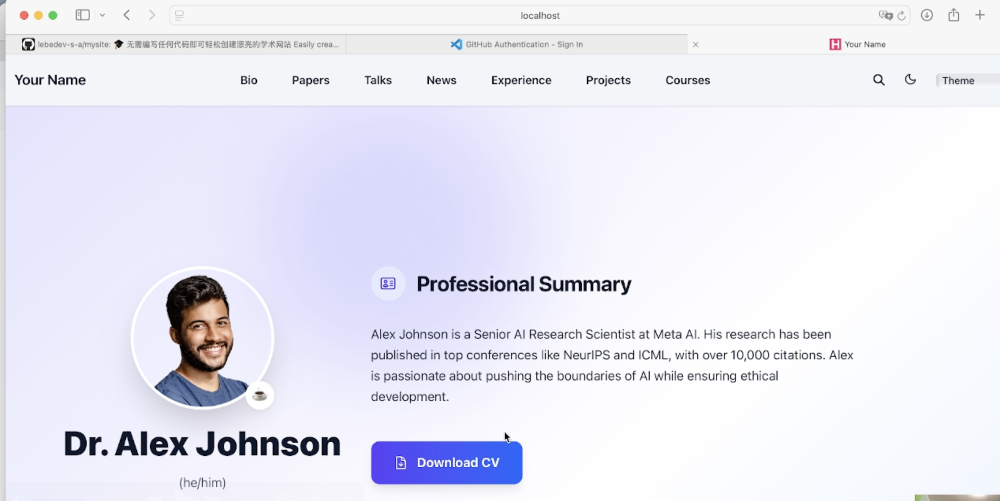 localhost
lebedev-s-a/mysite: 🎓 无需编写任何代码即可轻松创建漂亮的学术网站 Easily crea...
GitHub Authentication - Sign In
Your Name
Your Name
Bio
Papers
Talks
News
Experience
Projects
Courses
Theme
Professional Summary
Alex Johnson is a Senior AI Research Scientist at Meta AI. His research has been
published in top conferences like NeurIPS and ICML, with over 10,000 citations. Alex
is passionate about pushing the boundaries of AI while ensuring ethical
development.
Download CV
Dr. Alex Johnson
(he/him)